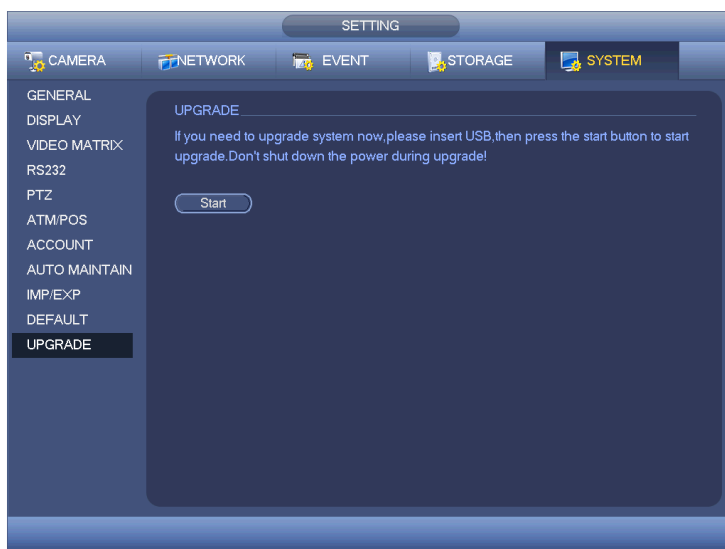 SETTING
CAMERA
NETWORK
EVENT
STORAGE
SYSTEM
GENERAL
DISPLAY
VIDEO MATRIX
RS232
PTZ
ATM/POS
ACCOUNT
AUTO MAINTAIN
IMP/EXP
DEFAULT
UPGRADE
UPGRADE
If you need to upgrade system now,please insert USB,then press the start button to start
upgrade.Don't shut down the power during upgrade!
Start